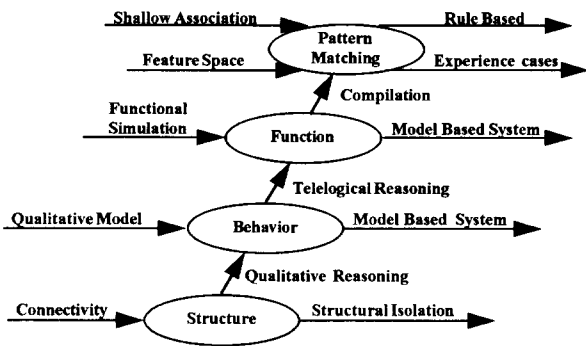 Shallow Association
Rule Based
Pattern
Matching
Feature Space
Experience cases
Compilation
Functional
Simulation
Function
Model Based System
Telelogical Reasoning
Qualitative Model
Behavior
Model Based System
Qualitative Reasoning
Connectivity
Structure
Structural Isolation